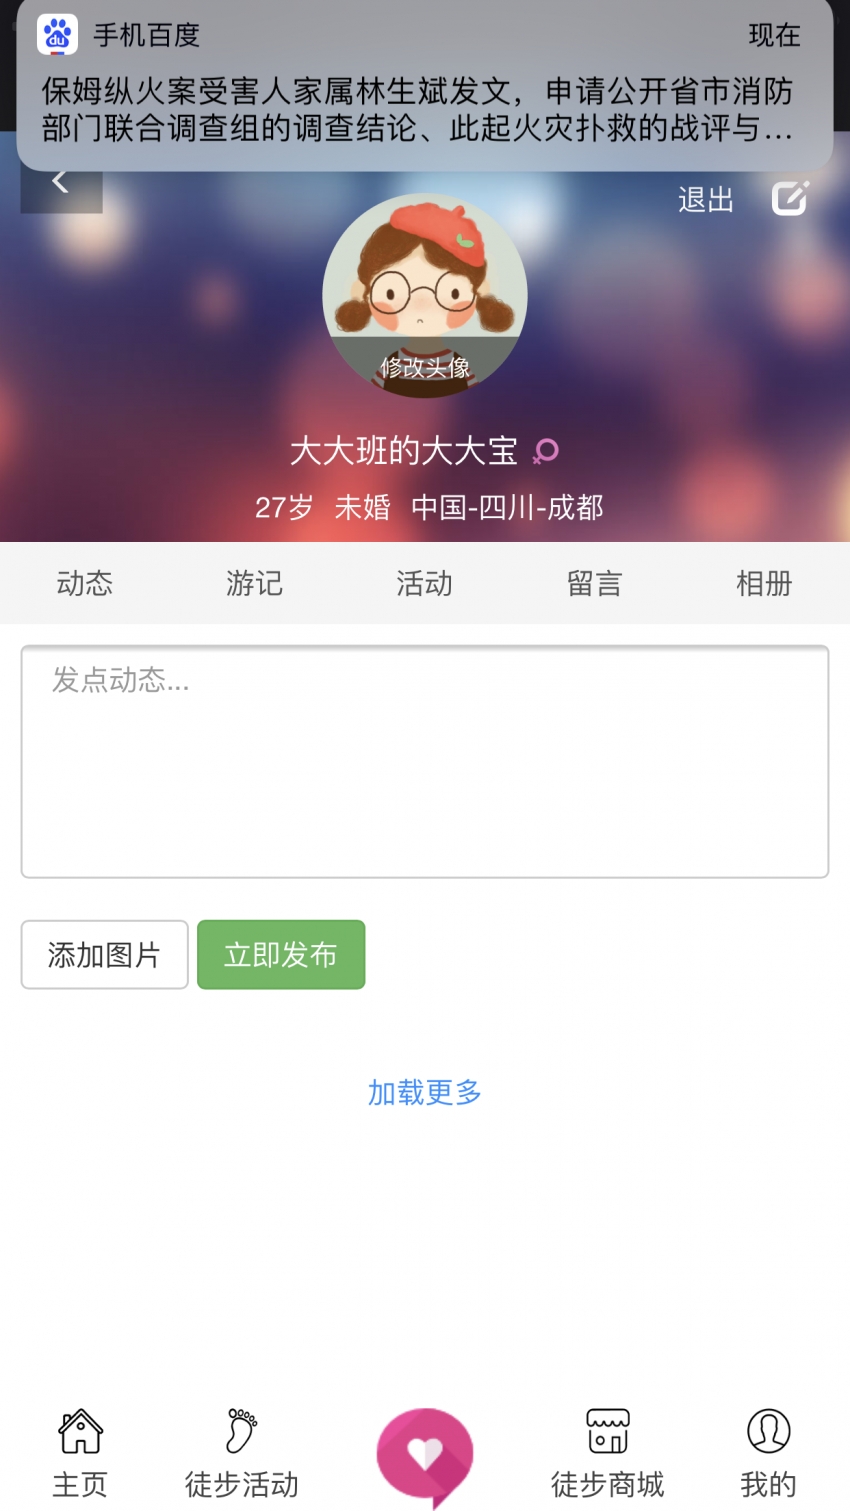 手机百度 现在
保姆纵火案受害人家属林生斌发文，申请公开省市消防
部门联合调查组的调查结论、此起火灾扑救的战评与...
退出
修改头像
大大班的大大宝
27岁 未婚 中国-四川-成都
动态 游记 活动 留言 相册
发点动态...
添加图片 立即发布
加载更多
主页 徒步活动 徒步商城 我的